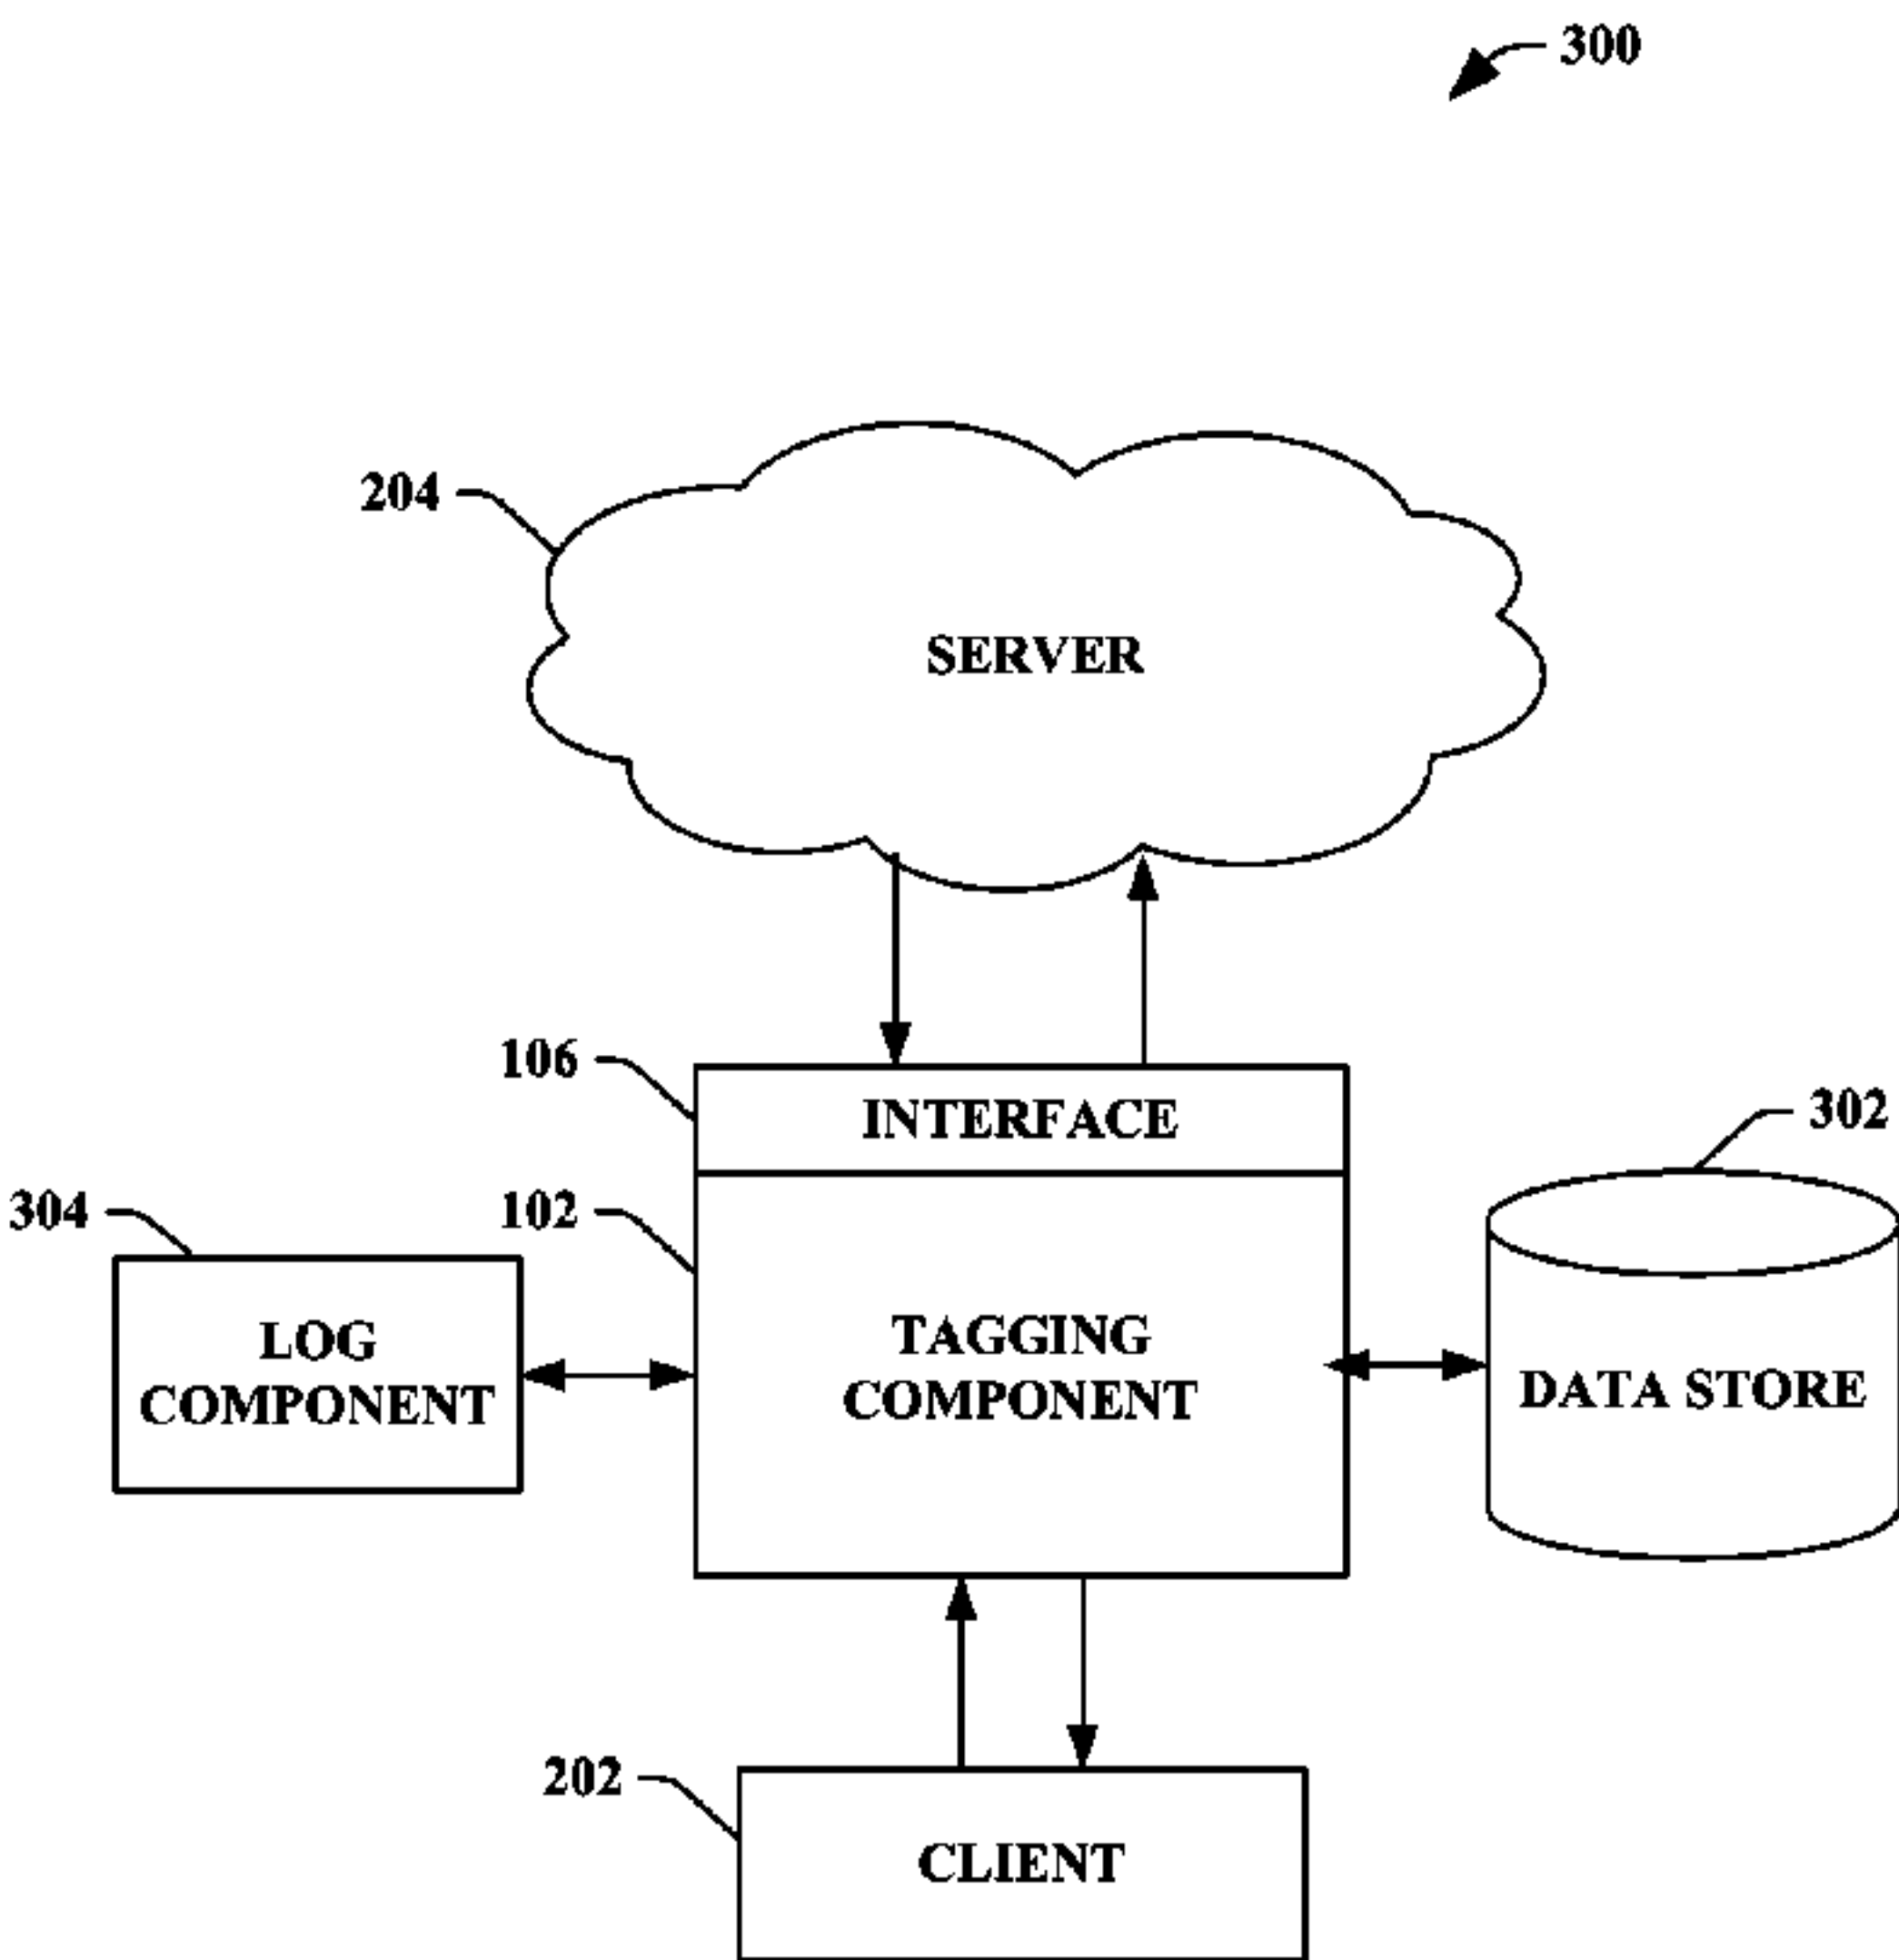 300
204
SERVER
106
INTERFACE
302
304
102
LOG
COMPONENT
TAGGING
COMPONENT
DATA STORE
202
CLIENT